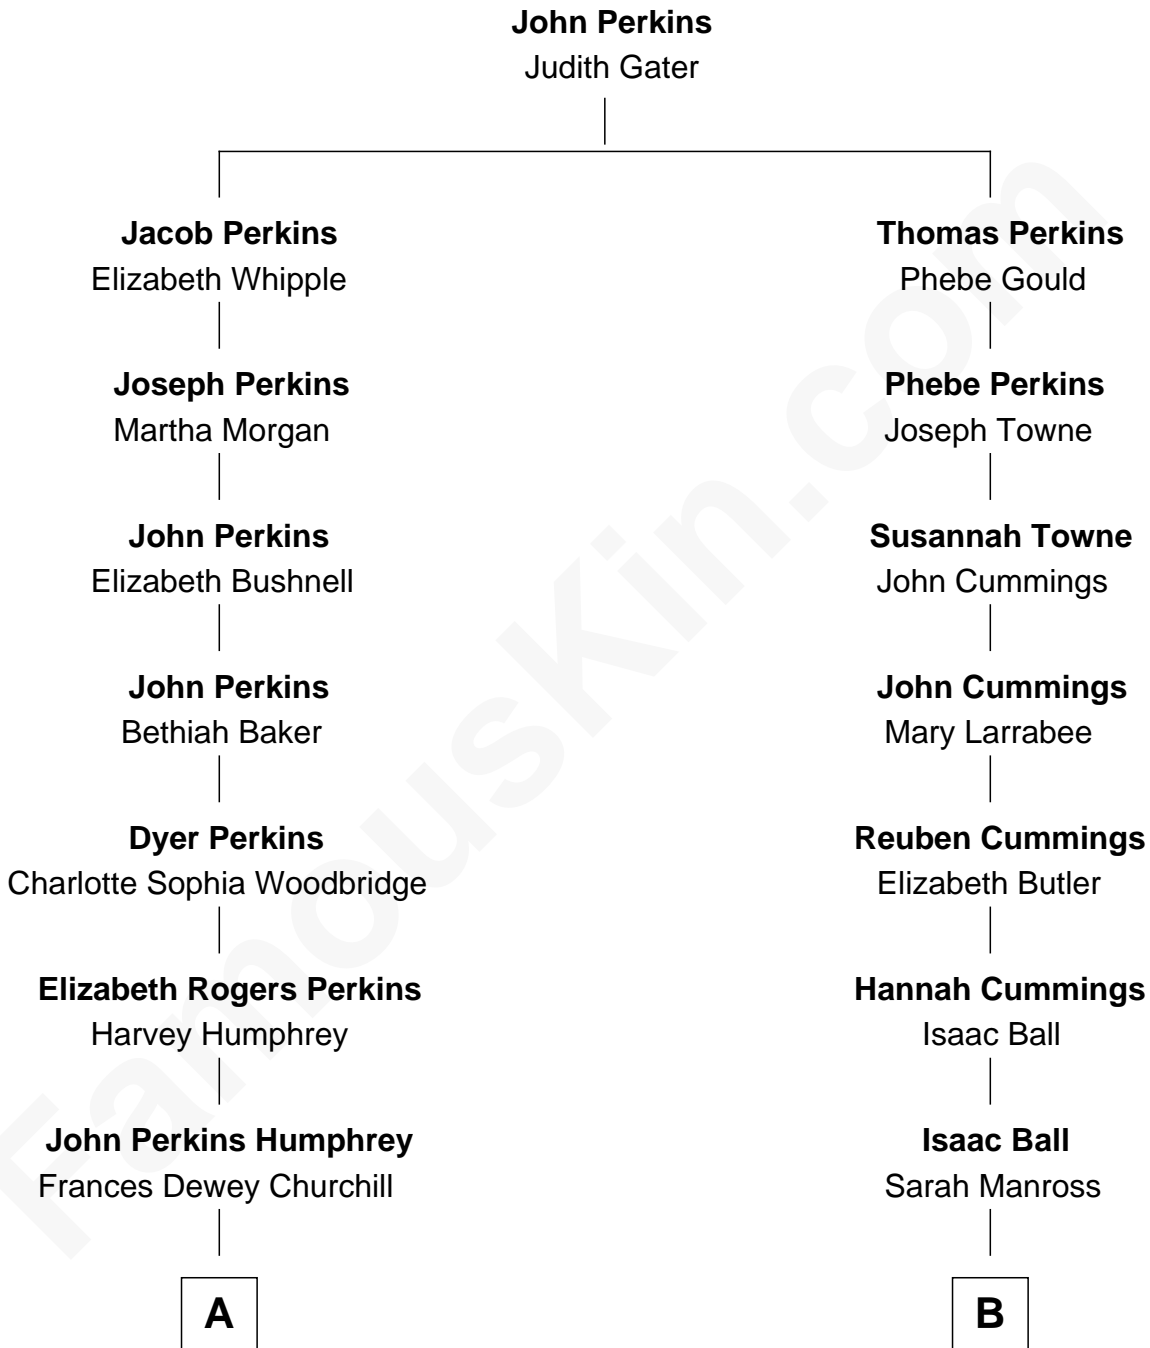 John Perkins
Judith Gater
Jacob Perkins
Elizabeth Whipple
Thomas Perkins
Phebe Gould
Joseph Perkins
Martha Morgan
Phebe Perkins
Joseph Towne
John Perkins
Elizabeth Bushnell
Susannah Towne
John Cummings
John Perkins
Bethiah Baker
John Cummings
Mary Larrabee
Dyer Perkins
Charlotte Sophia Woodbridge
Reuben Cummings
Elizabeth Butler
Elizabeth Rogers Perkins
Harvey Humphrey
Hannah Cummings
Isaac Ball
John Perkins Humphrey
Frances Dewey Churchill
Isaac Ball
Sarah Manross
A
B
FamousKin.com